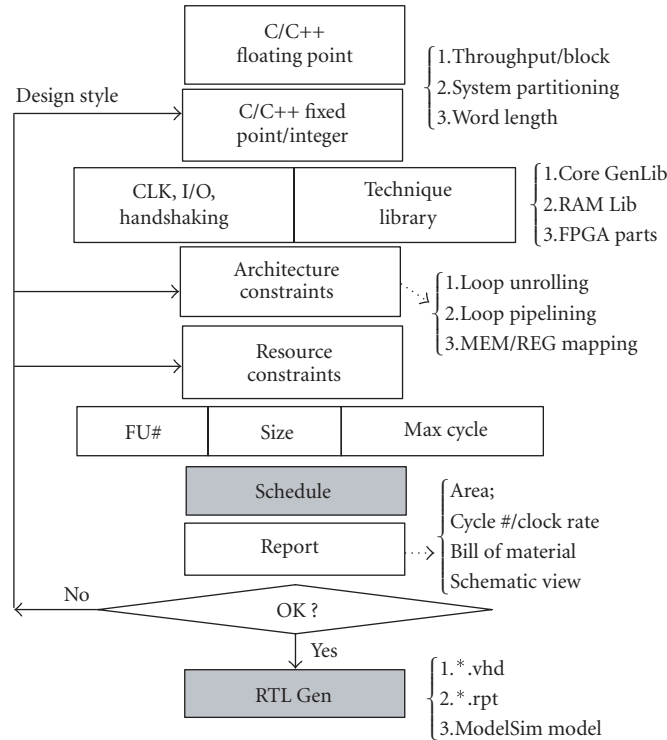 C/C++
floating point
1.Throughput/block
2.System partitioning
3.Word length
Design style
C/C++ fixed
point/integer
CLK, I/O,
handshaking
Technique
library
1.Core GenLib
2.RAM Lib
3.FPGA parts
Architecture
constraints
1.Loop unrolling
2.Loop pipelining
3.MEM/REG mapping
Resource
constraints
FU#
Size
Max cycle
Schedule
Report
Area;
Cycle #/clock rate
Bill of material
Schematic view
No
OK ?
Yes
RTL Gen
1.*.vhd
2.*.rpt
3.ModelSim model